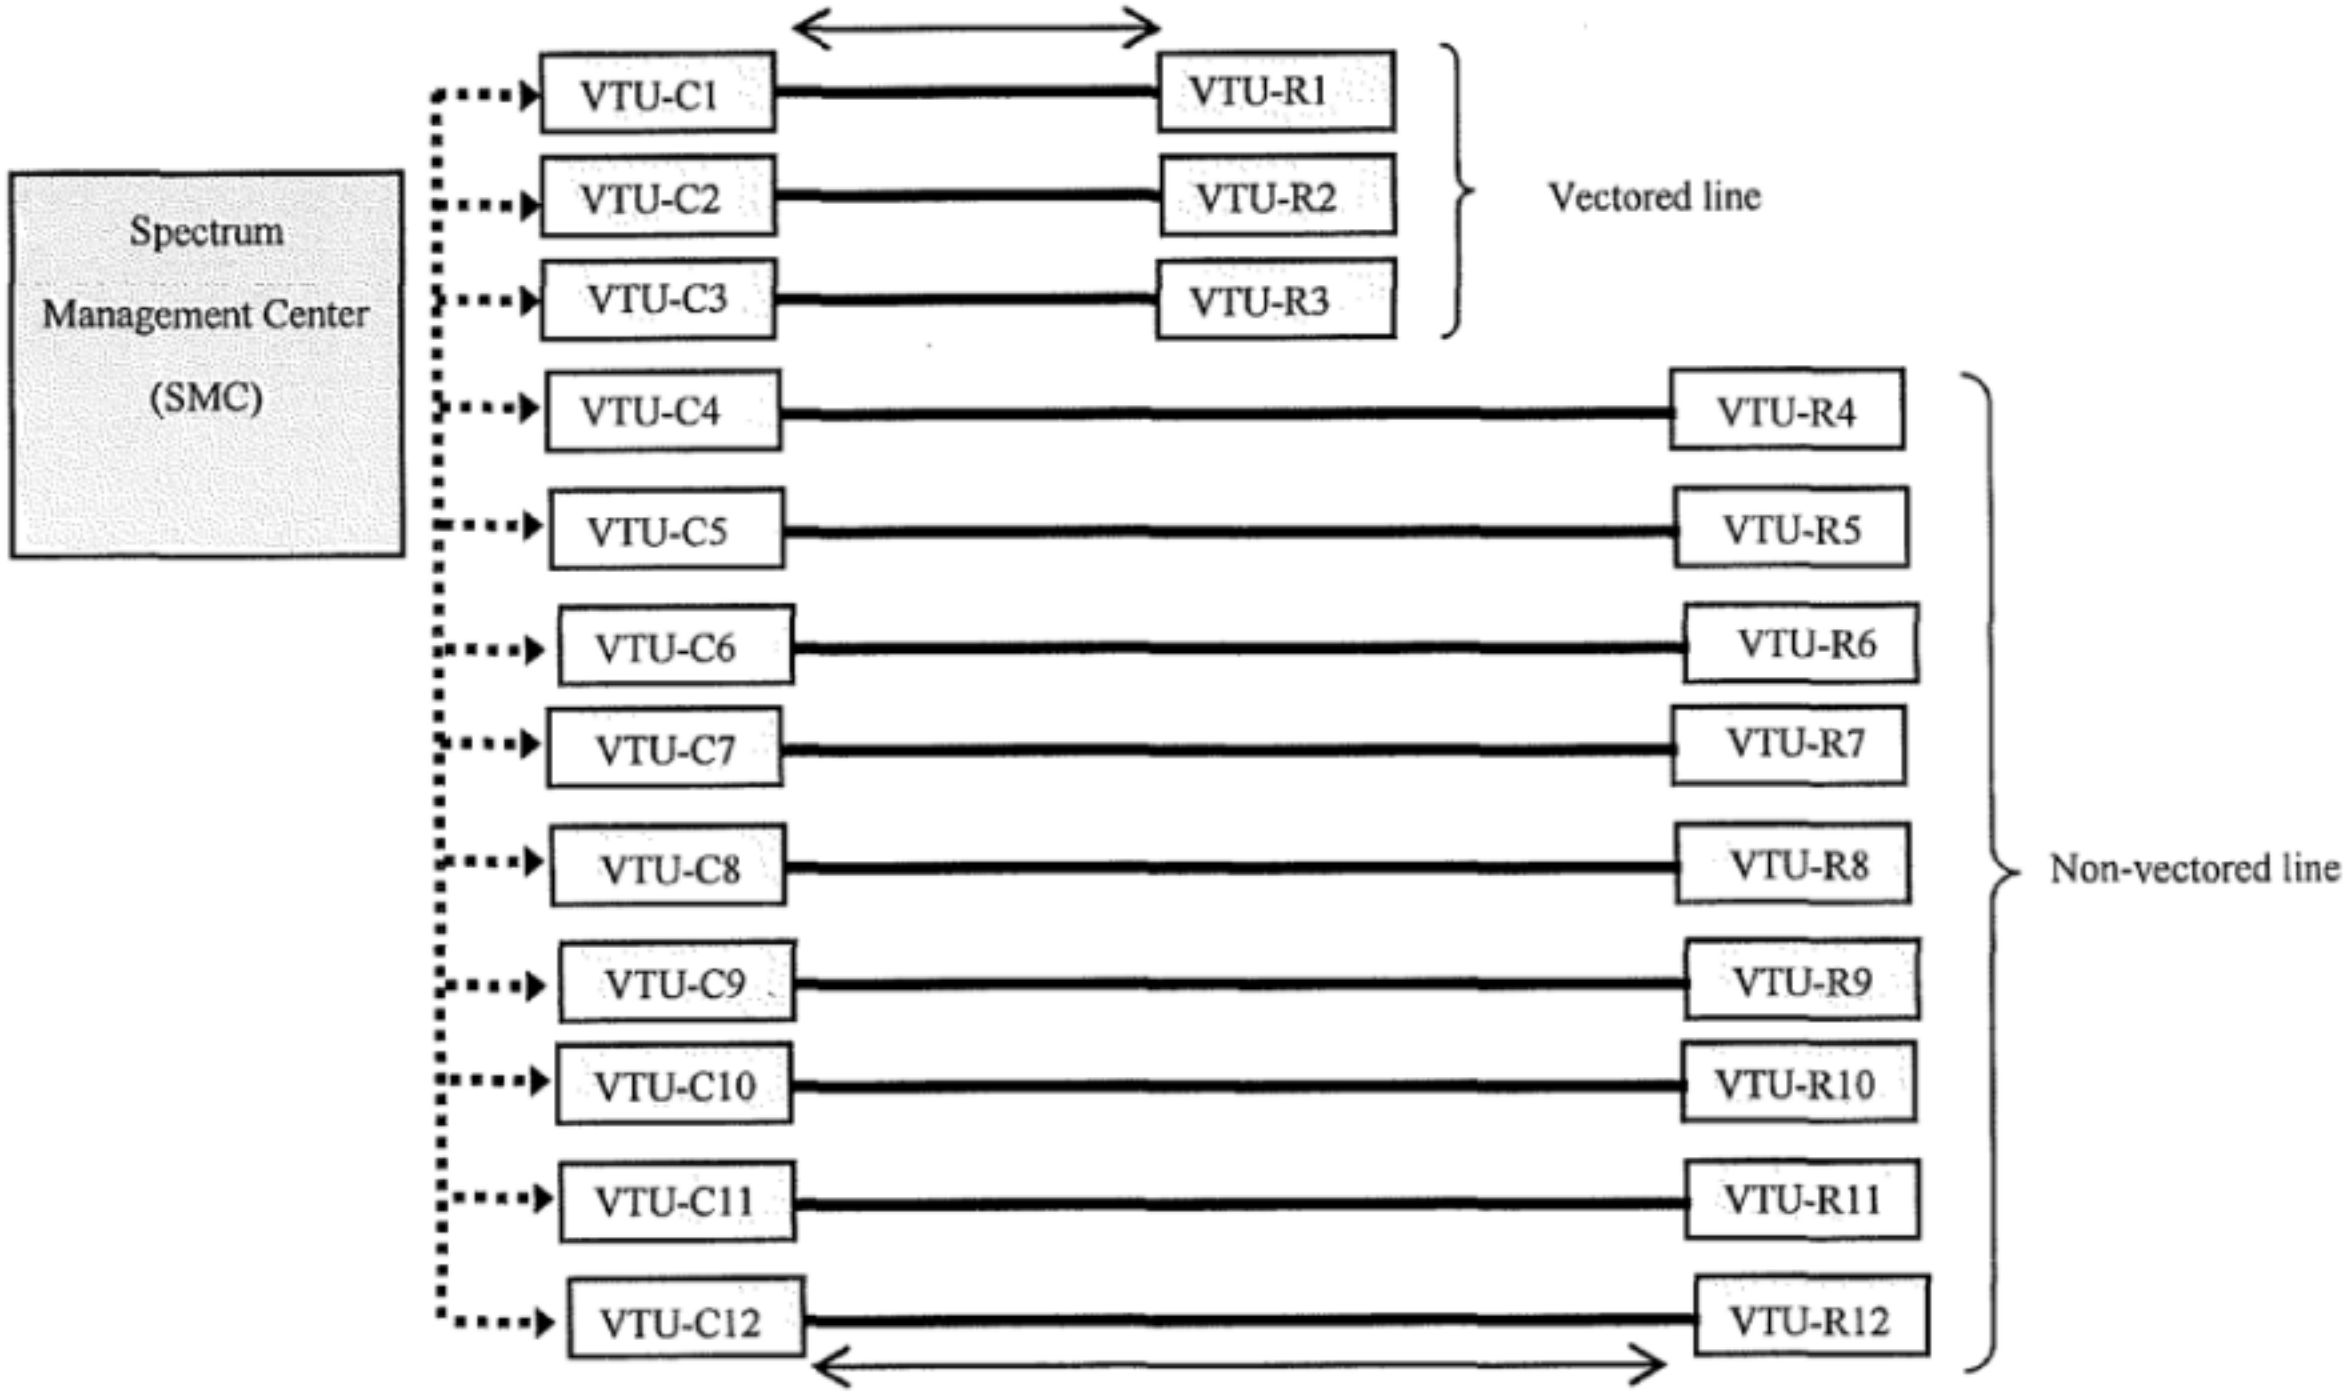 Spectrum
Management Center
(SMC)
VTU-C1
VTU-R1
VTU-C2
VTU-R2
VTU-C3
VTU-R3
Vectored line
VTU-C4
VTU-R4
VTU-C5
VTU-R5
VTU-C6
VTU-R6
VTU-C7
VTU-R7
VTU-C8
VTU-R8
Non-vectored line
VTU-C9
VTU-R9
VTU-C10
VTU-R10
VTU-C11
VTU-R11
VTU-C12
VTU-R12